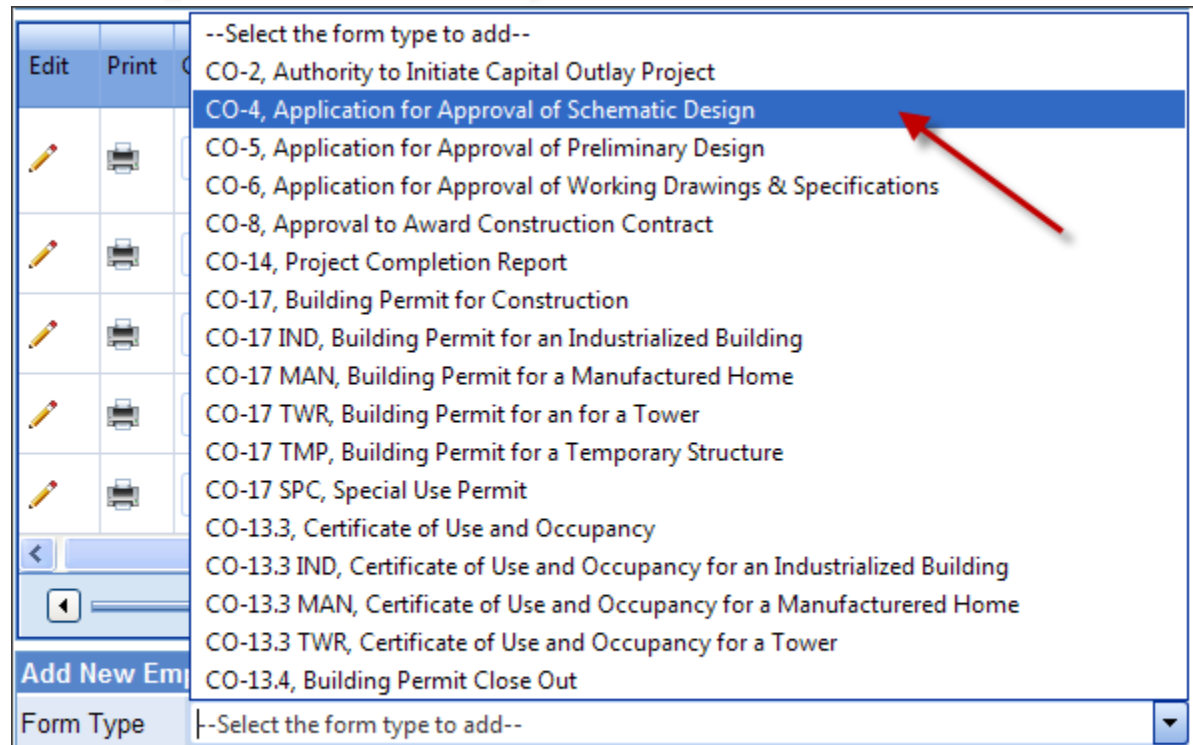 Edit Print
--Select the form type to add--
CO-2, Authority to Initiate Capital Outlay Project
CO-4, Application for Approval of Schematic Design
CO-5, Application for Approval of Preliminary Design
CO-6, Application for Approval of Working Drawings & Specifications
CO-8, Approval to Award Construction Contract
CO-14, Project Completion Report
CO-17, Building Permit for Construction
CO-17 IND, Building Permit for an Industrialized Building
CO-17 MAN, Building Permit for a Manufactured Home
CO-17 TWR, Building Permit for an for a Tower
CO-17 TMP, Building Permit for a Temporary Structure
CO-17 SPC, Special Use Permit
CO-13.3, Certificate of Use and Occupancy
CO-13.3 IND, Certificate of Use and Occupancy for an Industrialized Building
CO-13.3 MAN, Certificate of Use and Occupancy for a Manufacturered Home
CO-13.3 TWR, Certificate of Use and Occupancy for a Tower
CO-13.4, Building Permit Close Out
Add New
Form Type --Select the form type to add--